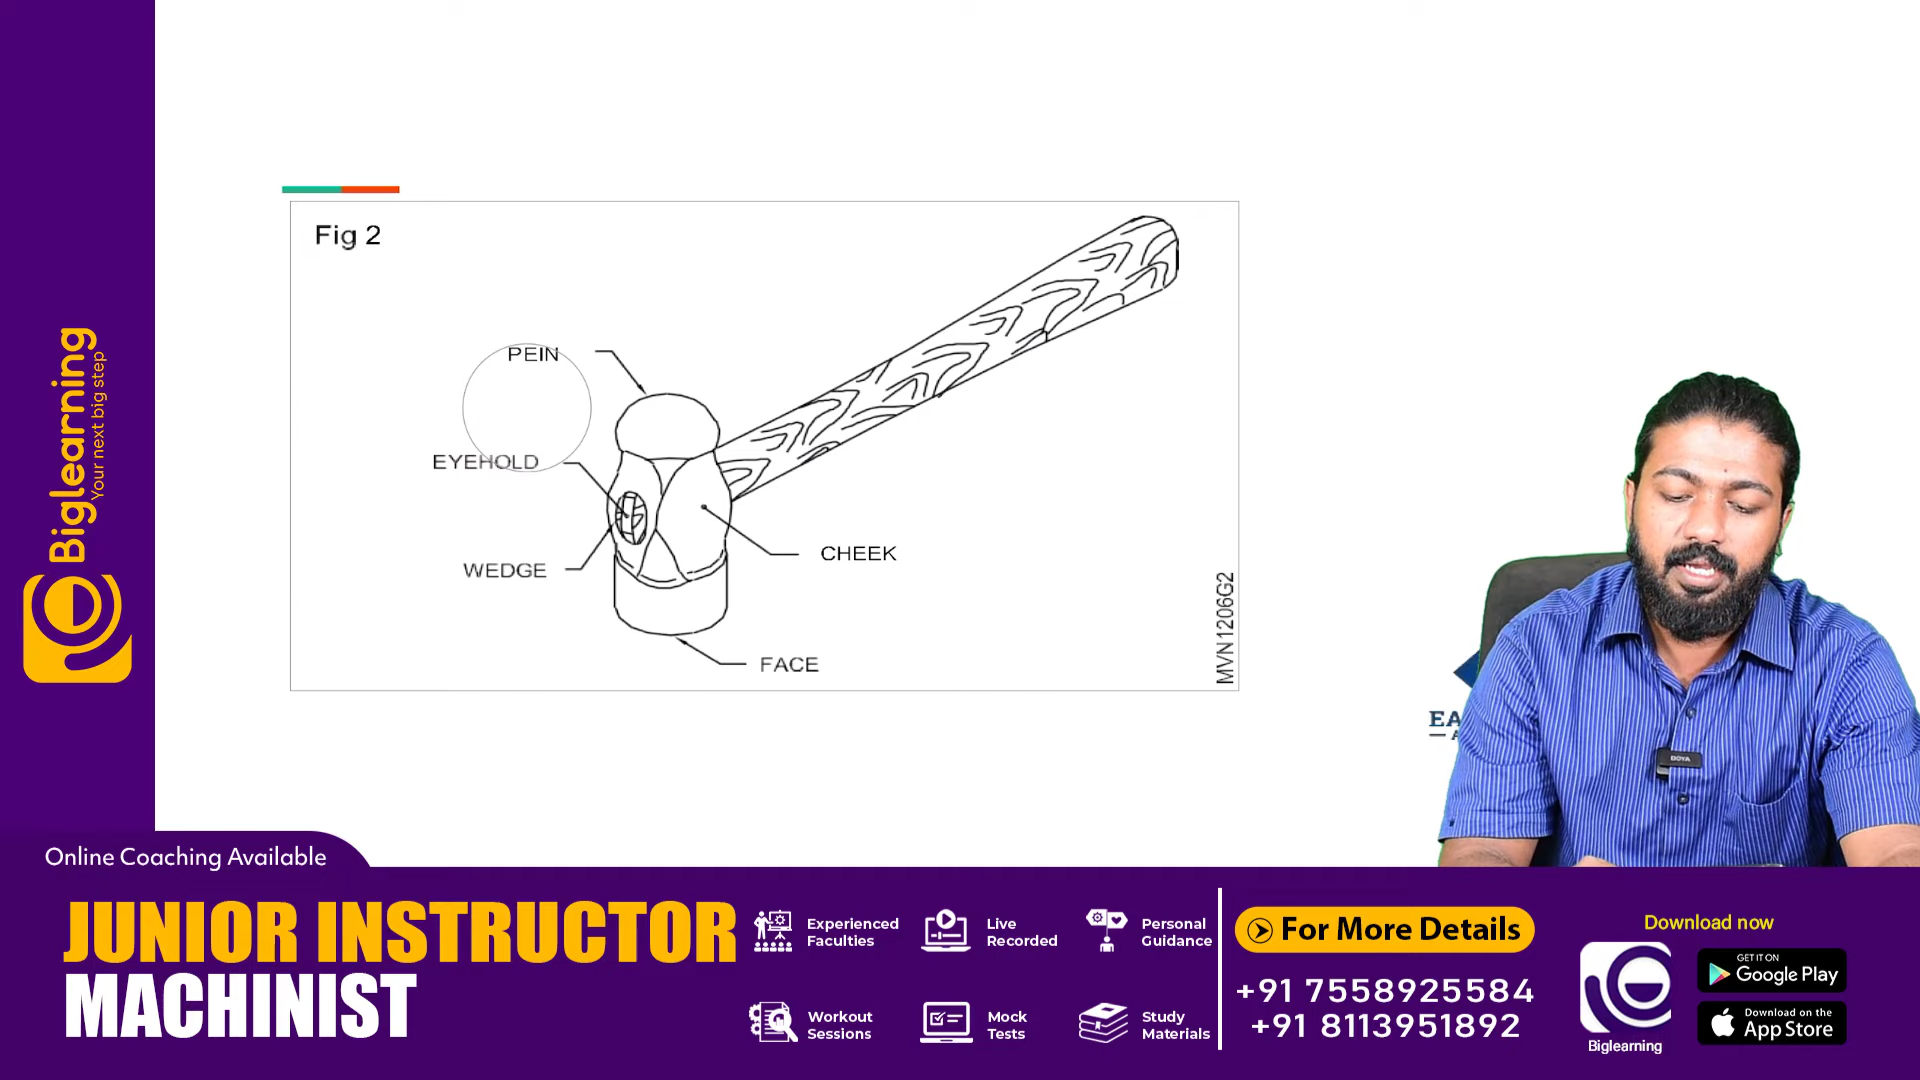 Biglearning
Your next big step
Fig 2
PEIN
EYEHOLD
WEDGE
CHEEK
FACE
MVN1206G2
EA
BOYA
Online Coaching Available
JUNIOR INSTRUCTOR
MACHINIST
Experienced
Faculties
Live
Recorded
Personal
Guidance
Workout
Sessions
Mock
Tests
Study
Materials
For More Details
+91 7558925584
+91 8113951892
Download now
Biglearning
GET IT ON
Google Play
Download on the
App Store